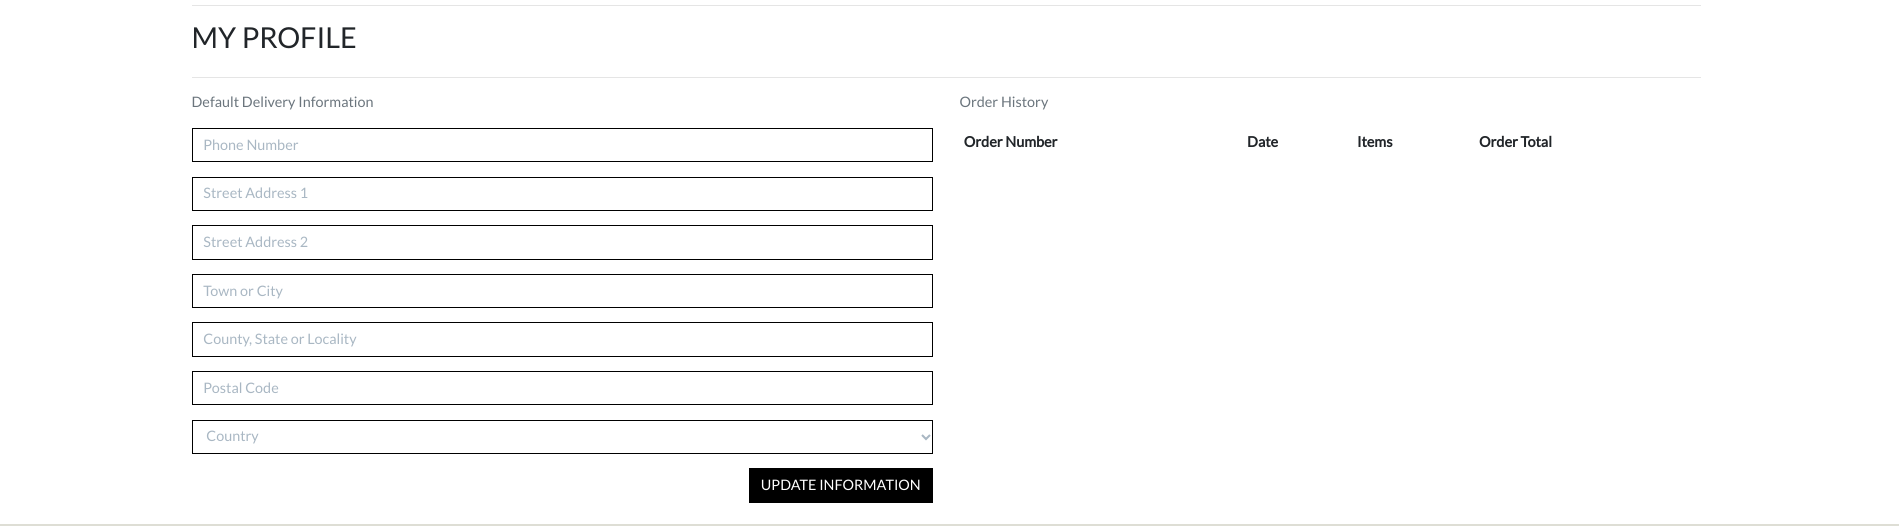 MY PROFILE
Default Delivery Information
Phone Number
Street Address 1
Street Address 2
Town or City
County, State or Locality
Postal Code
Country
UPDATE INFORMATION
Order History
Order Number Date Items Order Total